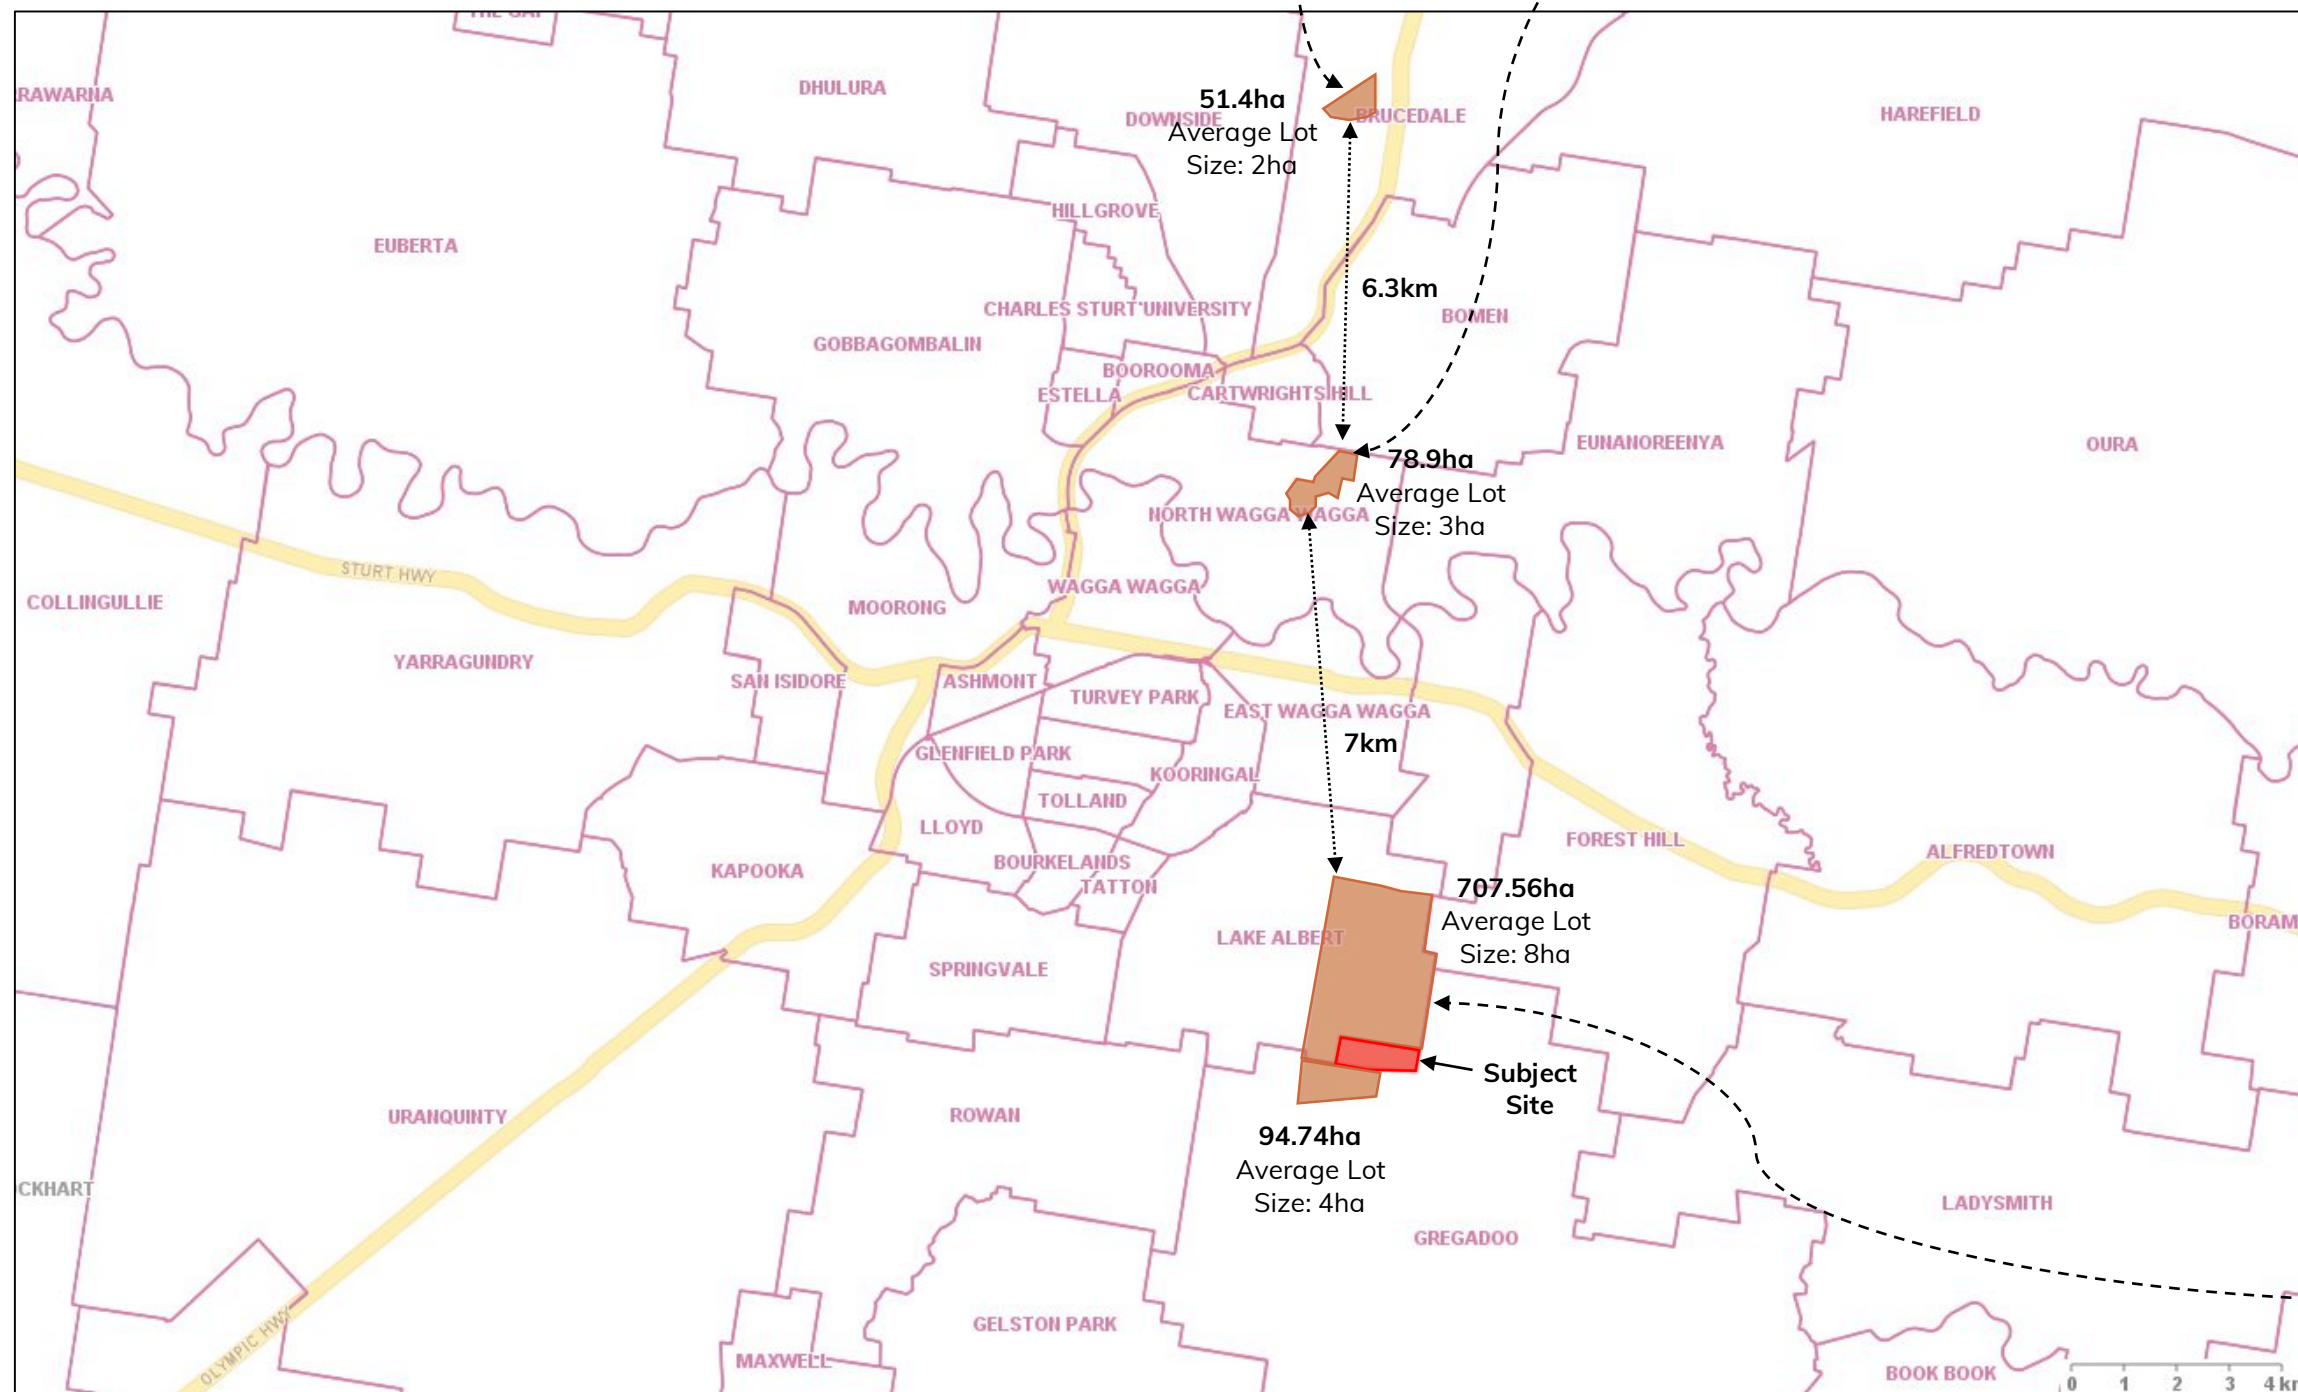 DHULURA
51.4ha
Average Lot
Size: 2ha
DOWNSIDE
BRUCEDALE
HAREFIELD
HILLGROVE
EUBERTA
6.3km
CHARLES STURT UNIVERSITY
BOMEN
GOBBAGOMBALIN
BOOROOMA
ESTELLA
CARTWRIGHTS HILL
EUNANOREENYA
OURA
78.9ha
Average Lot
Size: 3ha
NORTH WAGGA WAGGA
STURT HWY
WAGGA WAGGA
COLLINGULLIE
MOORONG
YARRAGUNDRY
SAN ISIDORE
ASHMONT
TURVEY PARK
EAST WAGGA WAGGA
7km
GLENFIELD PARK
KOORINGAL
TOLLAND
LLOYD
FOREST HILL
ALFREDTOWN
BOURKELANDS
KAPOOKA
TATTON
707.56ha
Average Lot
Size: 8ha
BORAM
LAKE ALBERT
SPRINGVALE
Subject
Site
URANQUINTY
ROWAN
94.74ha
Average Lot
Size: 4ha
CKHART
LADYSMITH
GREGADOO
GELSTON PARK
OLYMPIC HWY
MAXWELL
BOOK BOOK
0 1 2 3 4 km